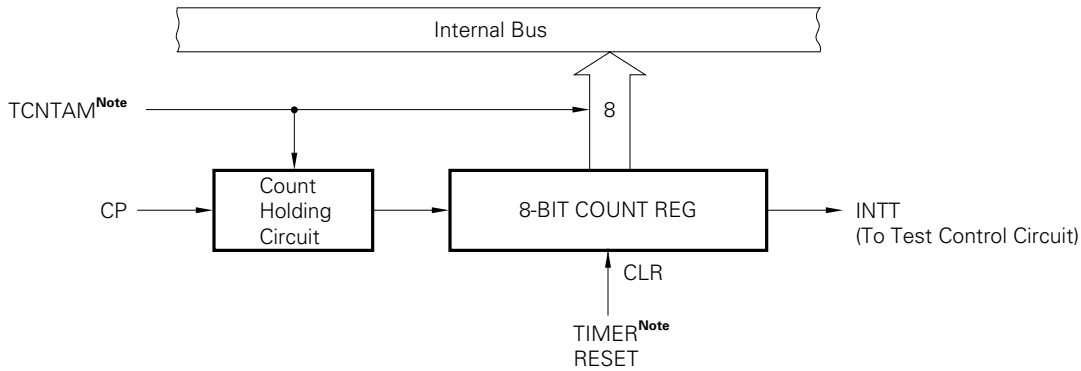 Internal Bus
TCNTAMNote
8
Count
Holding
Circuit
CP
8-BIT COUNT REG
INTT
(To Test Control Circuit)
CLR
TIMERNote
RESET